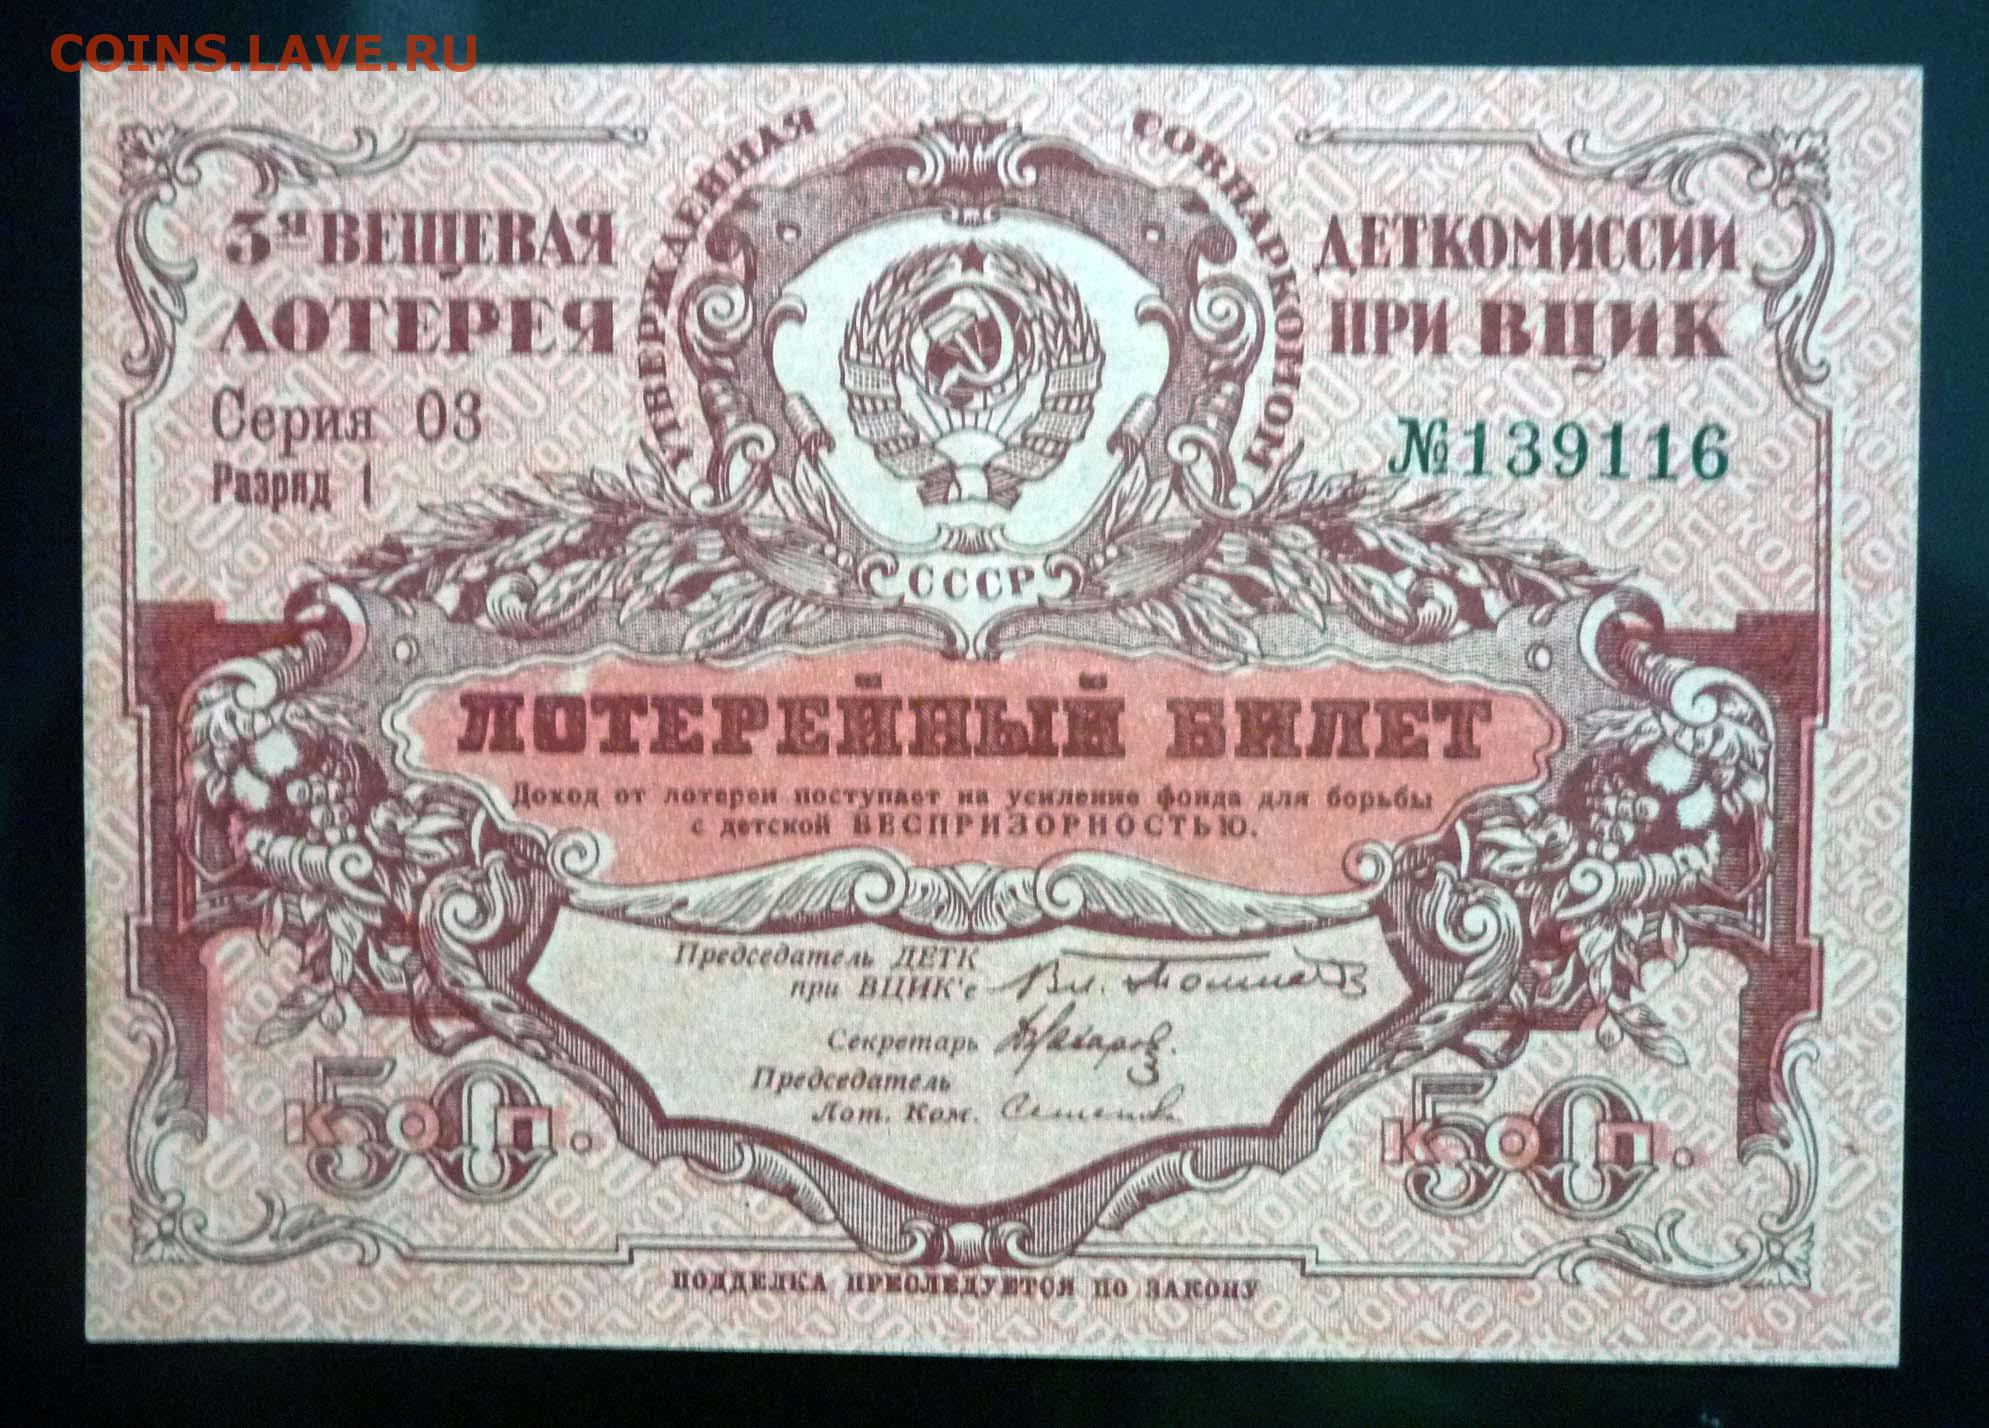 COINS.LAVE.RU
3я ВЕЩЕВАЯ
ЛОТЕРЕЯ
Серия 03
Разряд 1
УТВЕРЖДЕННАЯ СОВНАРКОМОМ
ДЕТКОМИССИИ
ПРИ ВЦИК
№139116
СССР
ЛОТЕРЕЙНЫЙ БИЛЕТ
Доход от лотереи поступает на усиление фонда для борьбы
с детской БЕСПРИЗОРНОСТЬЮ.
Председатель ДЕТК
при ВЦИК'е
Секретарь
Председатель
Лот. Ком.
50 КОП.
50 КОП.
ПОДДЕЛКА ПРЕСЛЕДУЕТСЯ ПО ЗАКОНУ